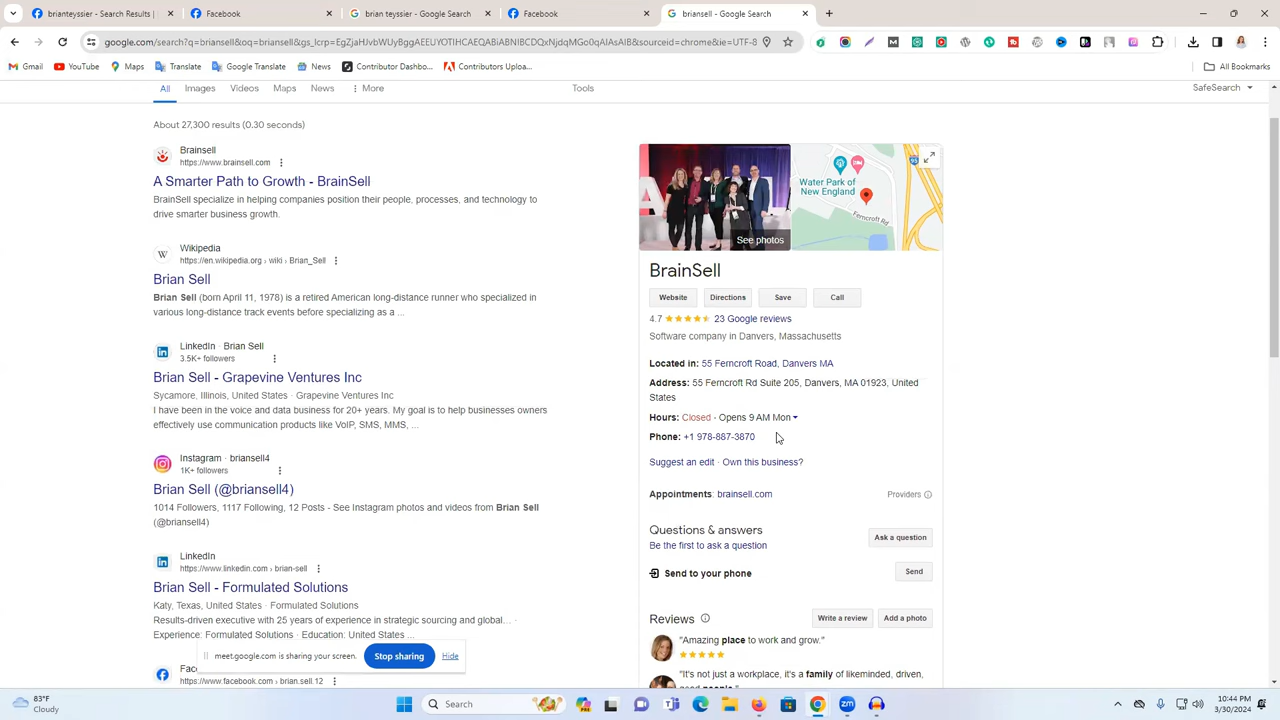 brianteyssier - Search Results
Facebook
brian teyssier - Google Search
Facebook
briansell - Google Search
google.com/search?q=briansell&oq=briansell&gs_lcrp=EgZjaHJvbWUyBggAEEUYOTIHCAEQABiABNIBCDQxNjdqMGo0qAIAsAIB&sourceid=chrome&ie=UTF-8
Gmail
YouTube
Maps
Translate
Google Translate
News
Contributor Dashbo...
Contributors Uploa...
All Bookmarks
All
Images
Videos
Maps
News
More
Tools
SafeSearch
About 27,300 results (0.30 seconds)
Brainsell
https://www.brainsell.com
A Smarter Path to Growth - BrainSell
BrainSell specialize in helping companies position their people, processes, and technology to
drive smarter business growth.
Wikipedia
https://en.wikipedia.org › wiki › Brian_Sell
Brian Sell
Brian Sell (born April 11, 1978) is a retired American long-distance runner who specialized in
various long-distance track events before specializing as a ...
LinkedIn · Brian Sell
3.5K+ followers
Brian Sell - Grapevine Ventures Inc
Sycamore, Illinois, United States · Grapevine Ventures Inc
I have been in the voice and data business for 20+ years. My goal is to help businesses owners
effectively use communication products like VoIP, SMS, MMS, ...
Instagram · briansell4
1K+ followers
Brian Sell (@briansell4)
1014 Followers, 1117 Following, 12 Posts - See Instagram photos and videos from Brian Sell
(@briansell4)
LinkedIn
https://www.linkedin.com › brian-sell
Brian Sell - Formulated Solutions
Katy, Texas, United States · Formulated Solutions
Results-driven executive with 25 years of experience in strategic sourcing and global...
Experience: Formulated Solutions · Education: United States ...
https://www.facebook.com › brian.sell.12
meet.google.com is sharing your screen.
Stop sharing
Hide
See photos
Water Park of
New England
Ferncroft Rd
95
BrainSell
Website
Directions
Save
Call
4.7
23 Google reviews
Software company in Danvers, Massachusetts
Located in: 55 Ferncroft Road, Danvers MA
Address: 55 Ferncroft Rd Suite 205, Danvers, MA 01923, United
States
Hours: Closed · Opens 9 AM Mon
Phone: +1 978-887-3870
Suggest an edit · Own this business?
Appointments: brainsell.com
Providers
Questions & answers
Be the first to ask a question
Ask a question
Send to your phone
Send
Reviews
Write a review
Add a photo
"Amazing place to work and grow."
"It's not just a workplace, it's a family of likeminded, driven,
83°F
Cloudy
Search
10:44 PM
3/30/2024